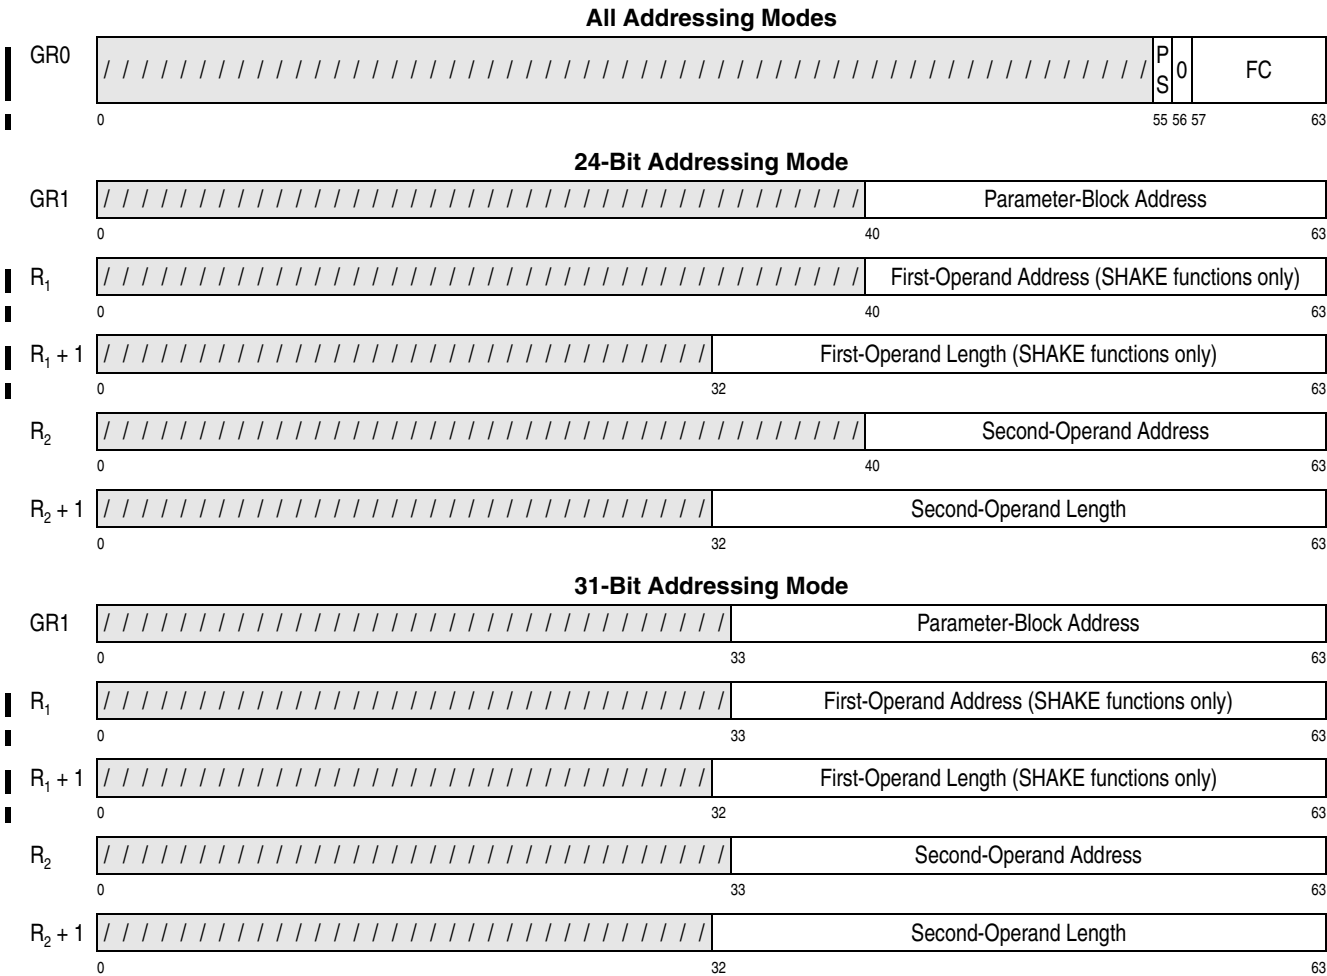 All Addressing Modes
GR0 / / / / / / / / / / / / / / / / / / / / / / / / / / / / / / / / / / / / / / / / / / / / / / / / / / / / / / / PS 0 FC
0 55 56 57 63
24-Bit Addressing Mode
GR1 / / / / / / / / / / / / / / / / / / / / / / / / / / / / / / / / / / / / / / / / Parameter-Block Address
0 40 63
R1 / / / / / / / / / / / / / / / / / / / / / / / / / / / / / / / / / / / / / / / / First-Operand Address (SHAKE functions only)
0 40 63
R1 + 1 / / / / / / / / / / / / / / / / / / / / / / / / / / / / / / / / First-Operand Length (SHAKE functions only)
0 32 63
R2 / / / / / / / / / / / / / / / / / / / / / / / / / / / / / / / / / / / / / / / / Second-Operand Address
0 40 63
R2 + 1 / / / / / / / / / / / / / / / / / / / / / / / / / / / / / / / / Second-Operand Length
0 32 63
31-Bit Addressing Mode
GR1 / / / / / / / / / / / / / / / / / / / / / / / / / / / / / / / / / Parameter-Block Address
0 33 63
R1 / / / / / / / / / / / / / / / / / / / / / / / / / / / / / / / / / First-Operand Address (SHAKE functions only)
0 33 63
R1 + 1 / / / / / / / / / / / / / / / / / / / / / / / / / / / / / / / / First-Operand Length (SHAKE functions only)
0 32 63
R2 / / / / / / / / / / / / / / / / / / / / / / / / / / / / / / / / / Second-Operand Address
0 33 63
R2 + 1 / / / / / / / / / / / / / / / / / / / / / / / / / / / / / / / / Second-Operand Length
0 32 63